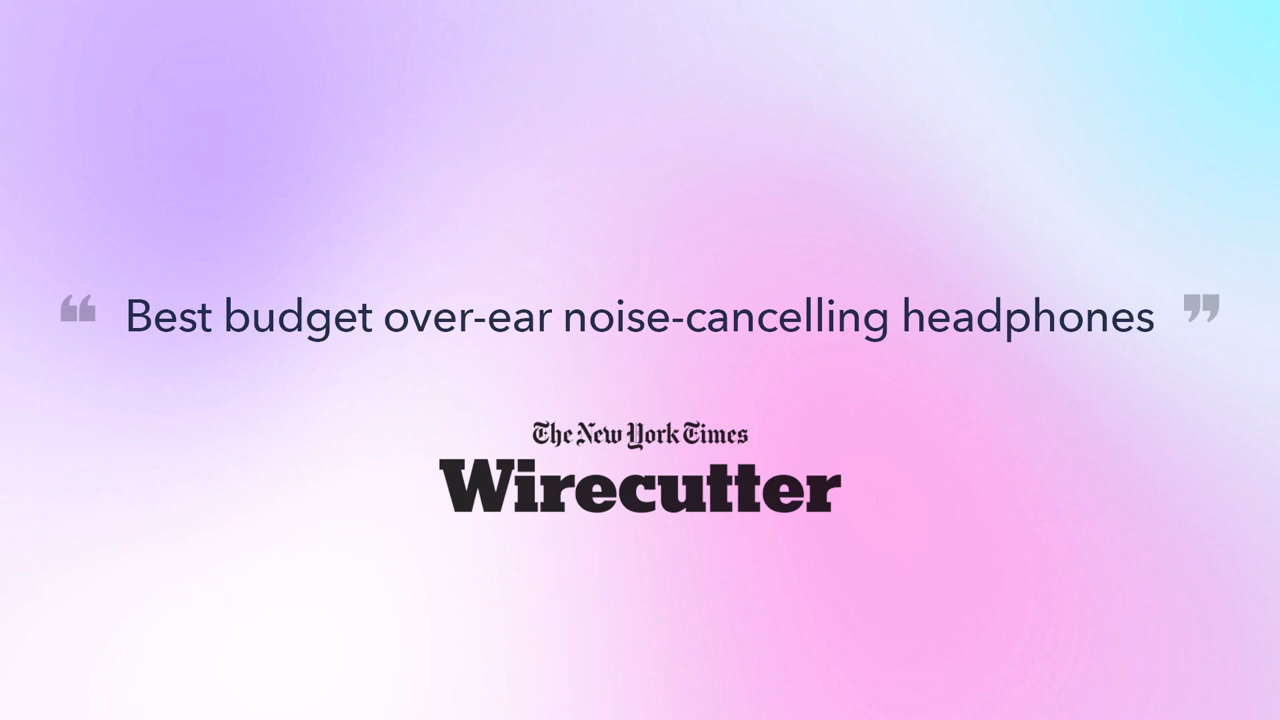 ❝ Best budget over-ear noise-cancelling headphones ❞
The New York Times
Wirecutter